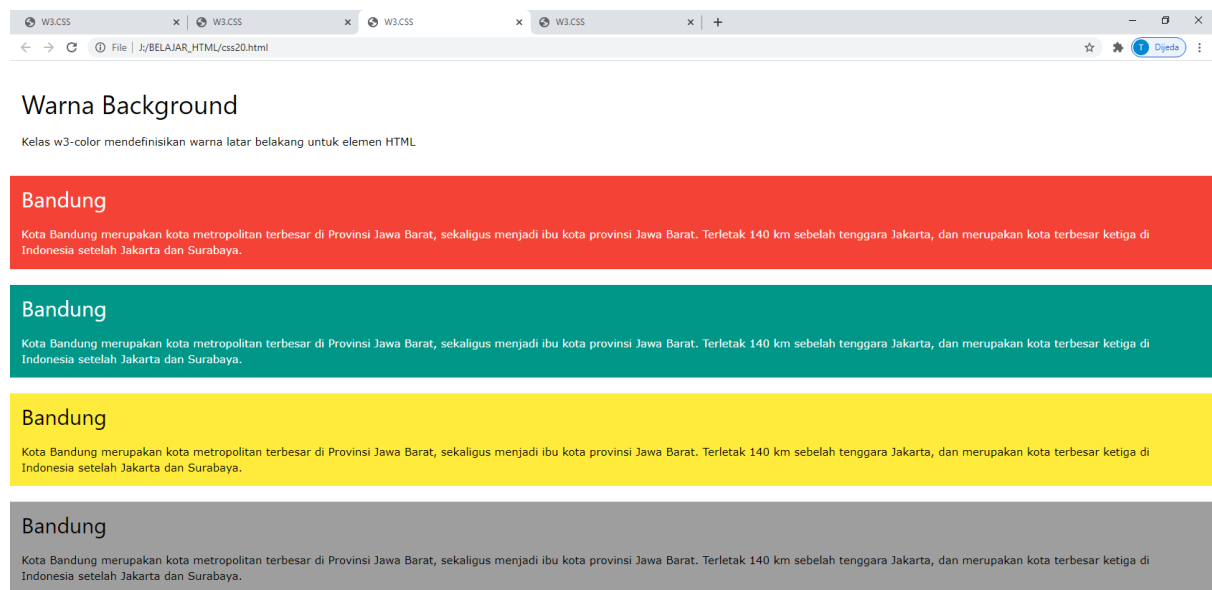 W3.CSS
W3.CSS
W3.CSS
W3.CSS
File J:/BELAJAR_HTML/css20.html
T Dijeda
Warna Background
Kelas w3-color mendefinisikan warna latar belakang untuk elemen HTML
Bandung
Kota Bandung merupakan kota metropolitan terbesar di Provinsi Jawa Barat, sekaligus menjadi ibu kota provinsi Jawa Barat. Terletak 140 km sebelah tenggara Jakarta, dan merupakan kota terbesar ketiga di
Indonesia setelah Jakarta dan Surabaya.
Bandung
Kota Bandung merupakan kota metropolitan terbesar di Provinsi Jawa Barat, sekaligus menjadi ibu kota provinsi Jawa Barat. Terletak 140 km sebelah tenggara Jakarta, dan merupakan kota terbesar ketiga di
Indonesia setelah Jakarta dan Surabaya.
Bandung
Kota Bandung merupakan kota metropolitan terbesar di Provinsi Jawa Barat, sekaligus menjadi ibu kota provinsi Jawa Barat. Terletak 140 km sebelah tenggara Jakarta, dan merupakan kota terbesar ketiga di
Indonesia setelah Jakarta dan Surabaya.
Bandung
Kota Bandung merupakan kota metropolitan terbesar di Provinsi Jawa Barat, sekaligus menjadi ibu kota provinsi Jawa Barat. Terletak 140 km sebelah tenggara Jakarta, dan merupakan kota terbesar ketiga di
Indonesia setelah Jakarta dan Surabaya.